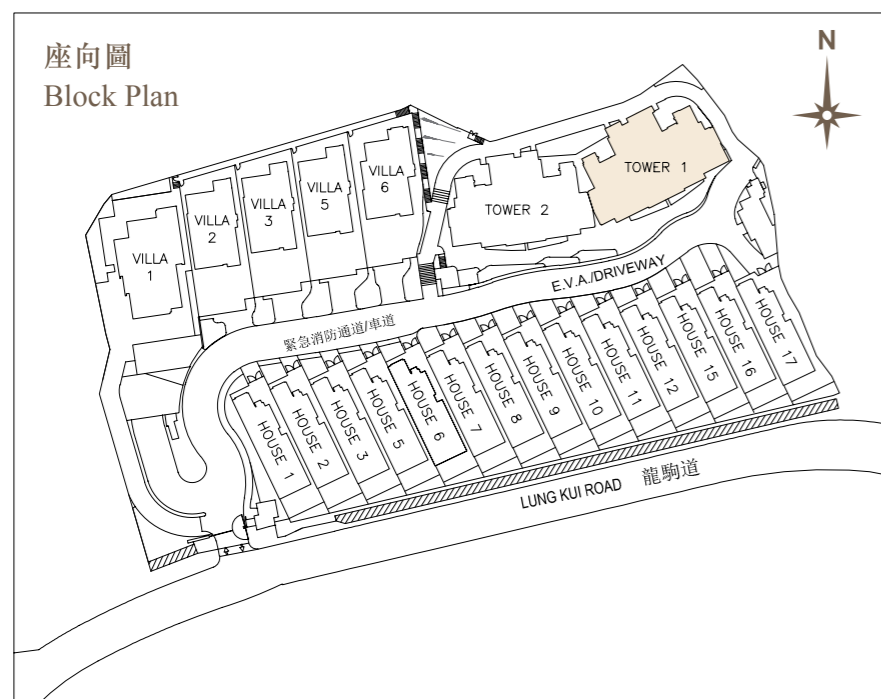 座向圖
Block Plan
N
VILLA
1
VILLA
2
VILLA
3
VILLA
5
VILLA
6
TOWER 2
TOWER 1
E.V.A./DRIVEWAY
緊急消防通道/車道
HOUSE 1
HOUSE 2
HOUSE 3
HOUSE 5
HOUSE 6
HOUSE 7
HOUSE 8
HOUSE 9
HOUSE 10
HOUSE 11
HOUSE 12
HOUSE 15
HOUSE 16
HOUSE 17
LUNG KUI ROAD 龍駒道